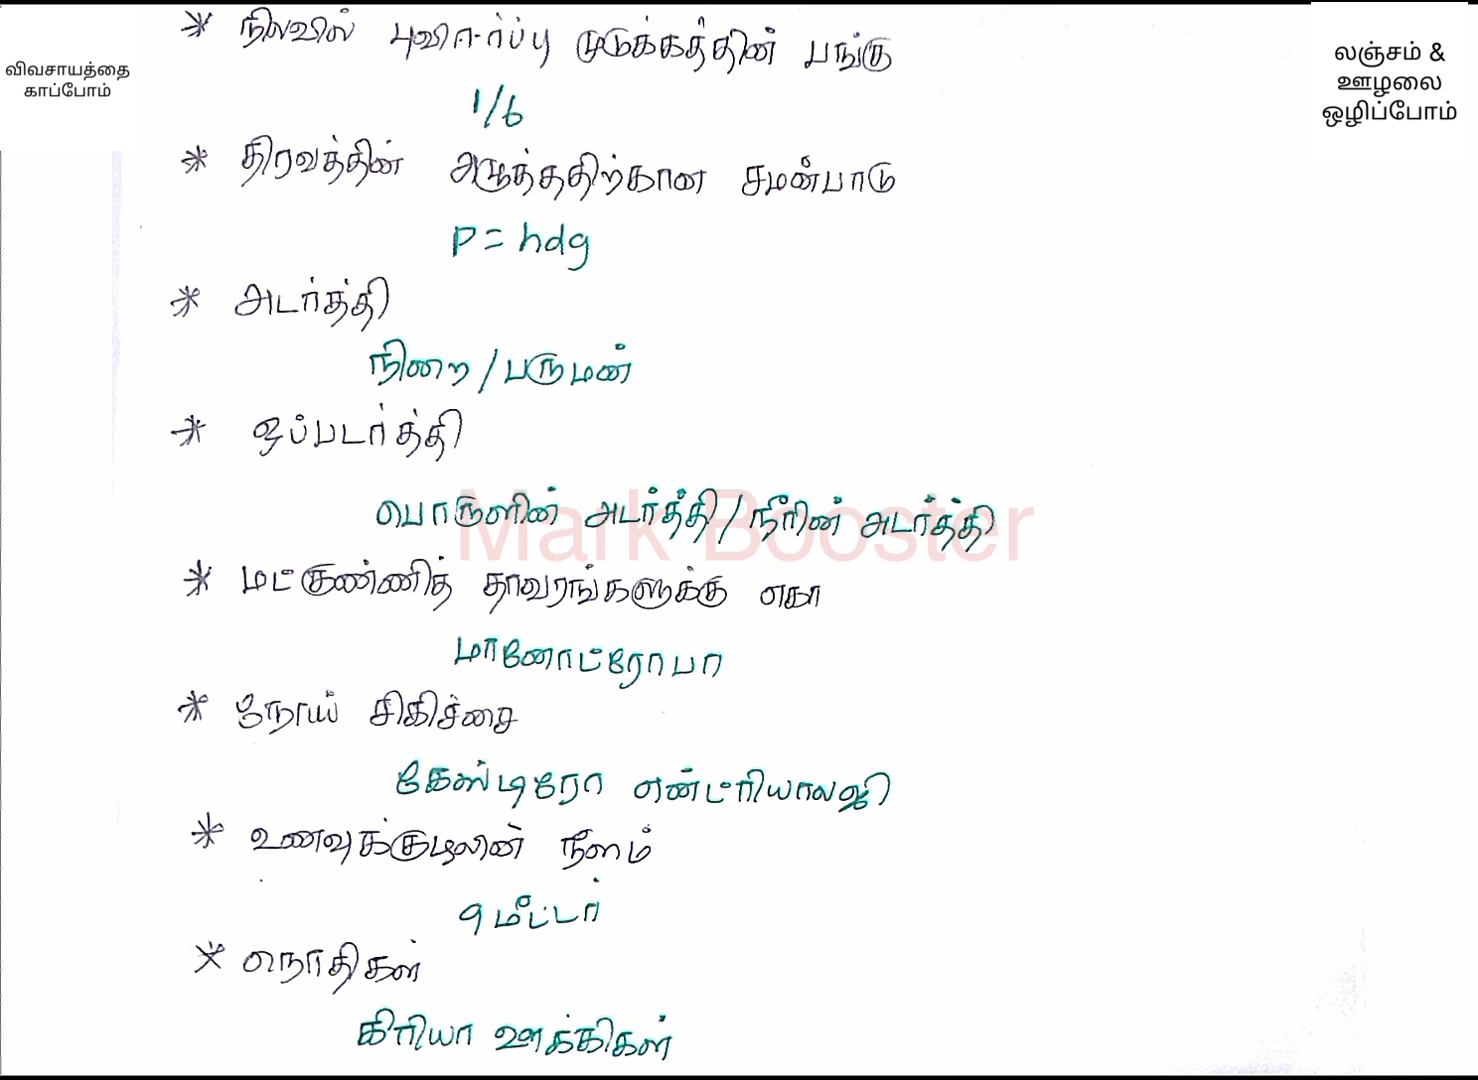 விவசாயத்தை
காப்போம்
லஞ்சம் &
ஊழலை
ஒழிப்போம்
* நிலவில் புவிஈர்ப்பு முடுக்கத்தின் பங்கு
1/6
* திரவத்தின் அழுத்ததிற்கான சமன்பாடு
P = hdg
* அடர்த்தி
நிறை / பருமன்
* ஒப்படர்த்தி
பொருளின் அடர்த்தி / நீரின் அடர்த்தி
Mark Booster
* மட்குண்ணித் தாவரங்களுக்கு எகா
மானோட்ரோபா
* நோய் சிகிச்சை
கேஸ்டிரோ என்ட்ரியாலஜி
* உணவுக்குழலின் நீளம்
9 மீட்டர்
* நொதிகள்
கிரியா ஊக்கிகள்